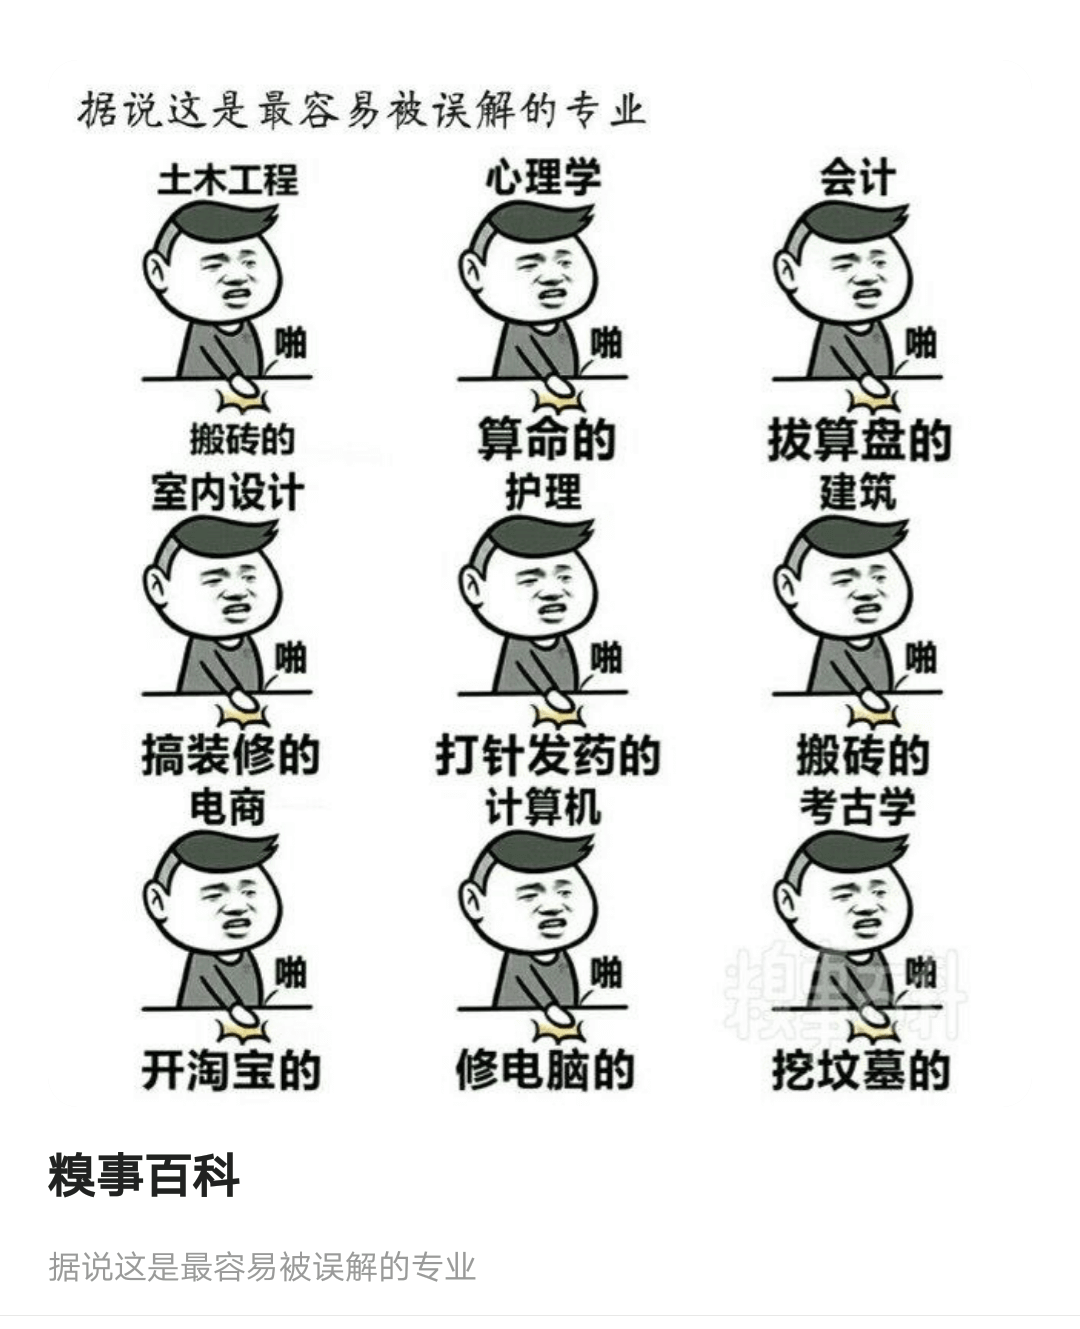 据说这是最容易被误解的专业
土木工程 心理学 会计
啪 啪 啪
搬砖的 算命的 拔算盘的
室内设计 护理 建筑
啪 啪 啪
搞装修的 打针发药的 搬砖的
电商 计算机 考古学
啪 啪 啪
糗事百科
开淘宝的 修电脑的 挖坟墓的
糗事百科
据说这是最容易被误解的专业